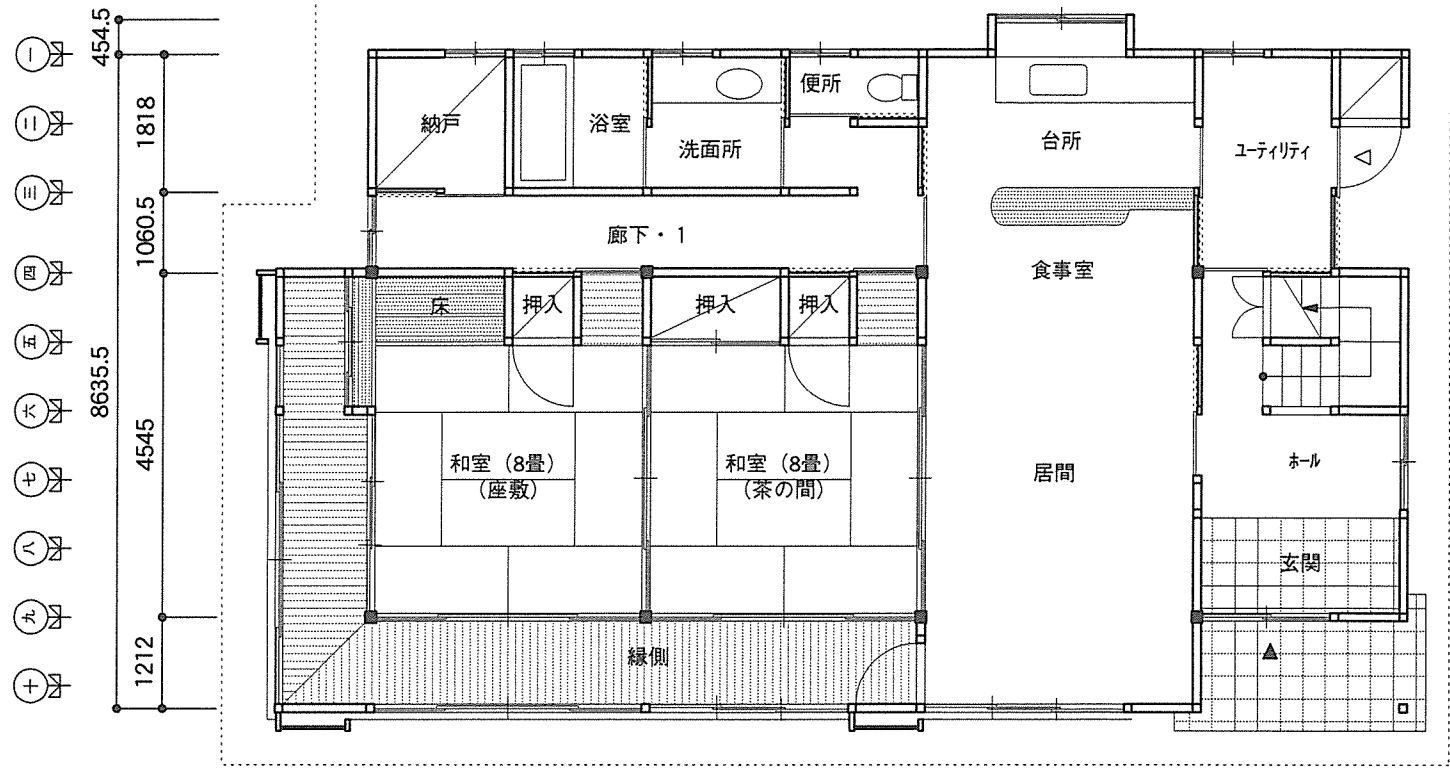 454.5
一
二
三
四
五
六
七
八
九
十
1818
1060.5
8635.5
4545
1212
納戸
浴室
洗面所
便所
台所
ユーティリティ
廊下・1
食事室
床
押入
押入
押入
和室(8畳)
(座敷)
和室(8畳)
(茶の間)
居間
ホール
玄関
縁側